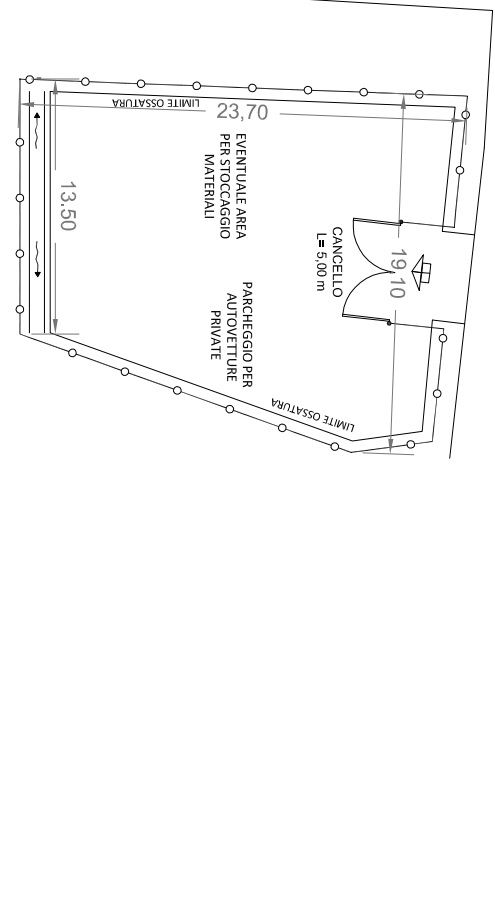 LIMITE OSSATURA
23,70
13.50
EVENTUALE AREA
PER STOCCAGGIO
MATERIALI
CANCELLO
L= 5,00 m
19,10
PARCHEGGIO PER
AUTOVETTURE
PRIVATE
LIMITE OSSATURA